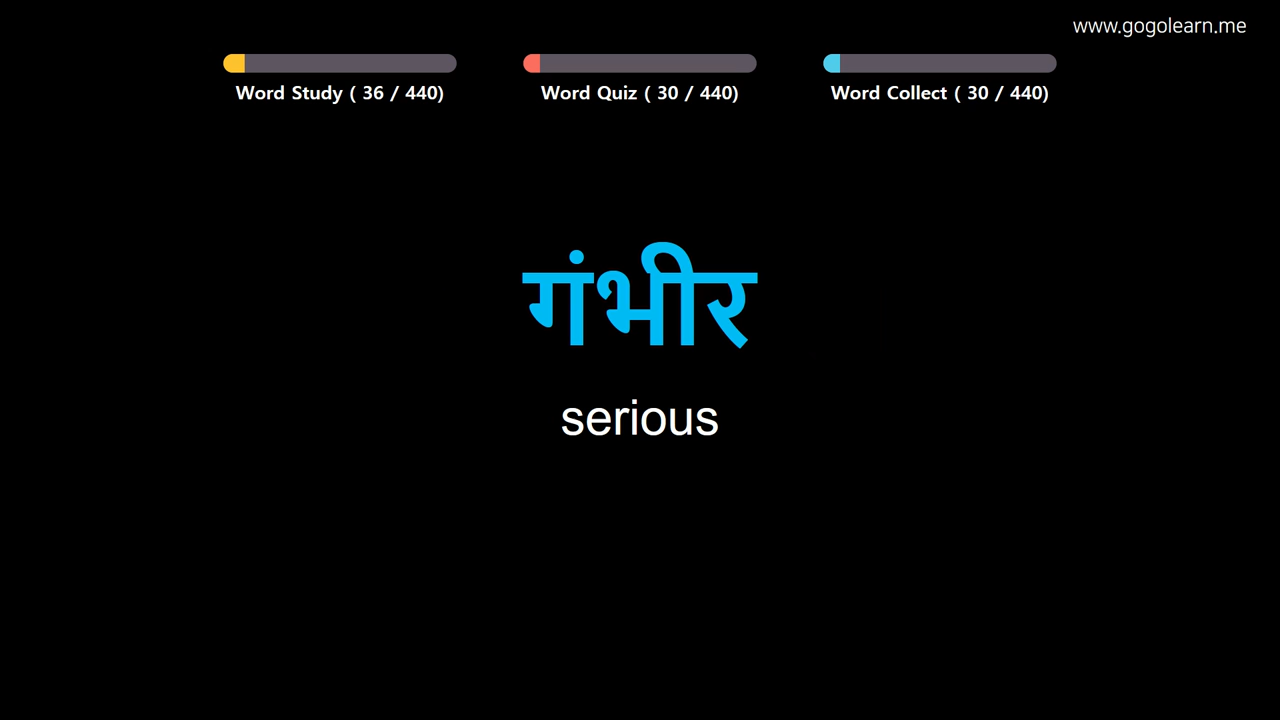 www.gogolearn.me
Word Study ( 36 / 440)
Word Quiz ( 30 / 440)
Word Collect ( 30 / 440)
गंभीर
serious